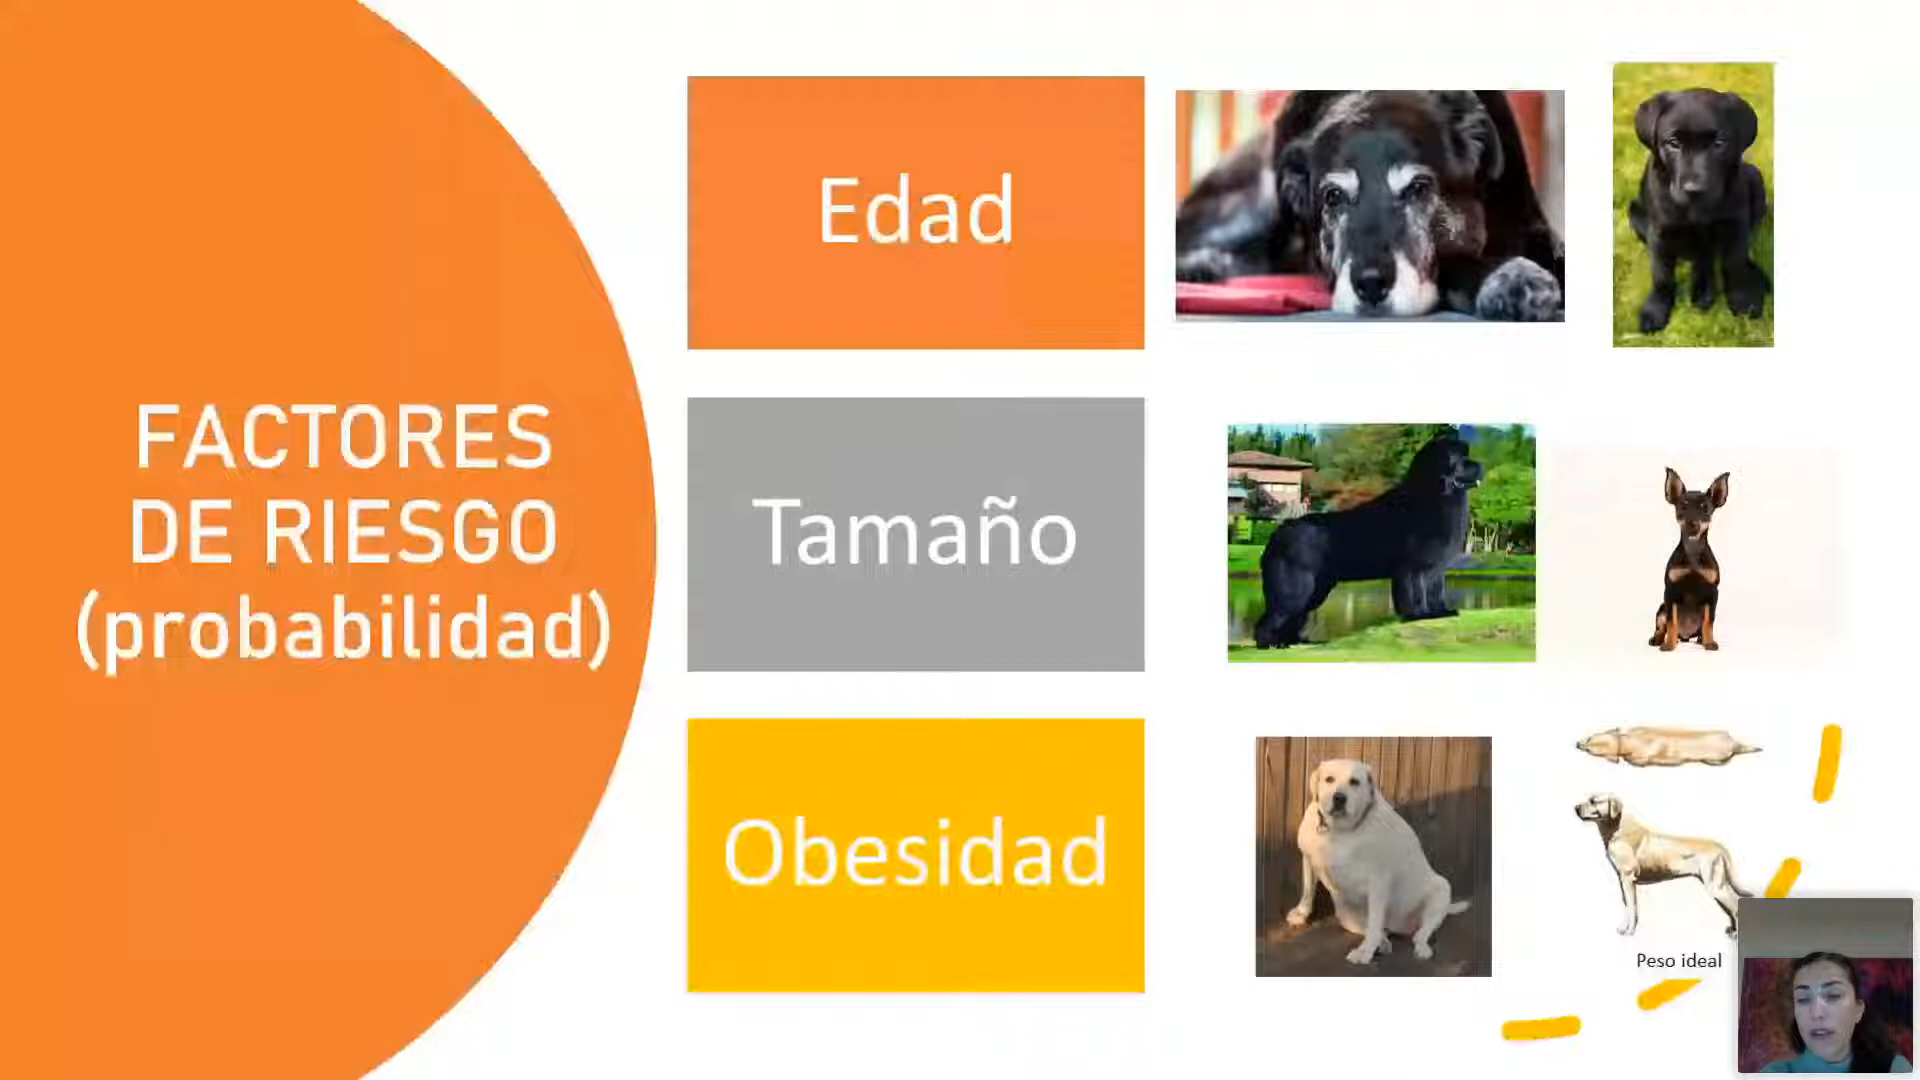 FACTORES
DE RIESGO
(probabilidad)
Edad
Tamaño
Obesidad
Peso ideal